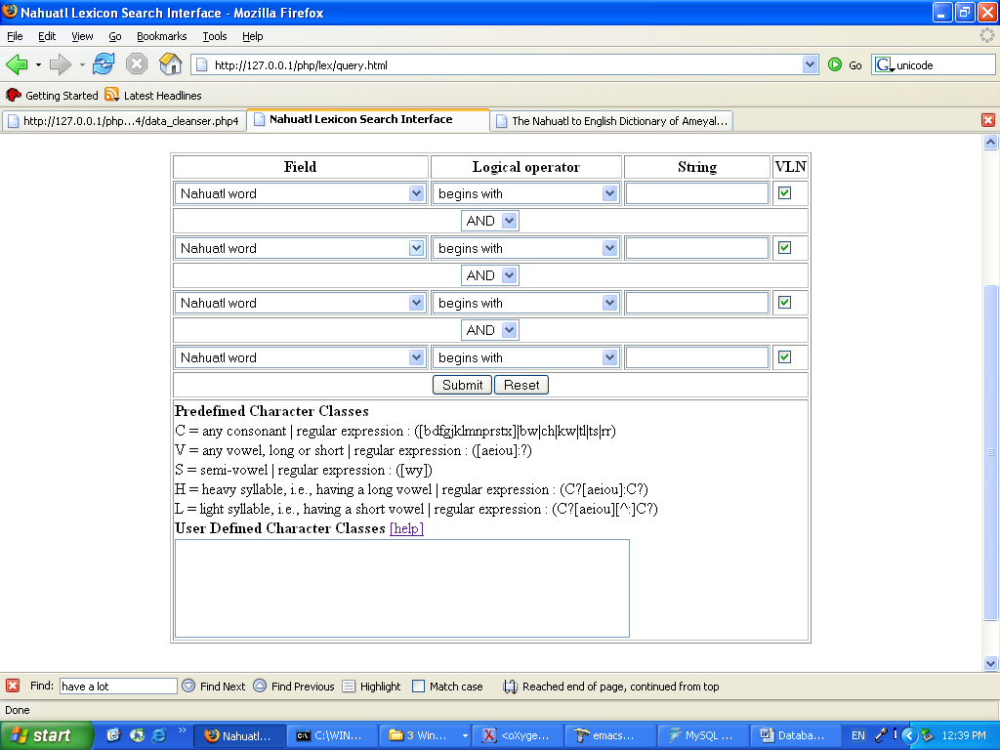 Nahuatl Lexicon Search Interface - Mozilla Firefox
File Edit View Go Bookmarks Tools Help
http://127.0.0.1/php/lex/query.html Go unicode
Getting Started Latest Headlines
http://127.0.0.1/php...4/data_cleanser.php4 Nahuatl Lexicon Search Interface The Nahuatl to English Dictionary of Ameyal...
Field Logical operator String VLN
Nahuatl word begins with
AND
Nahuatl word begins with
AND
Nahuatl word begins with
AND
Nahuatl word begins with
Submit Reset
Predefined Character Classes
C = any consonant | regular expression : ([bdfgjklmnprstx]|bw|ch|kw|tl|ts|rr)
V = any vowel, long or short | regular expression : ([aeiou]:?)
S = semi-vowel | regular expression : ([wy])
H = heavy syllable, i.e., having a long vowel | regular expression : (C?[aeiou]:C?)
L = light syllable, i.e., having a short vowel | regular expression : (C?[aeiou][^:]C?)
User Defined Character Classes [help]
Find: have a lot Find Next Find Previous Highlight Match case Reached end of page, continued from top
Done
start Nahuatl... C:\WIN... 3 Win... <oXyge... emacs... MySQL ... Databa... EN 12:39 PM